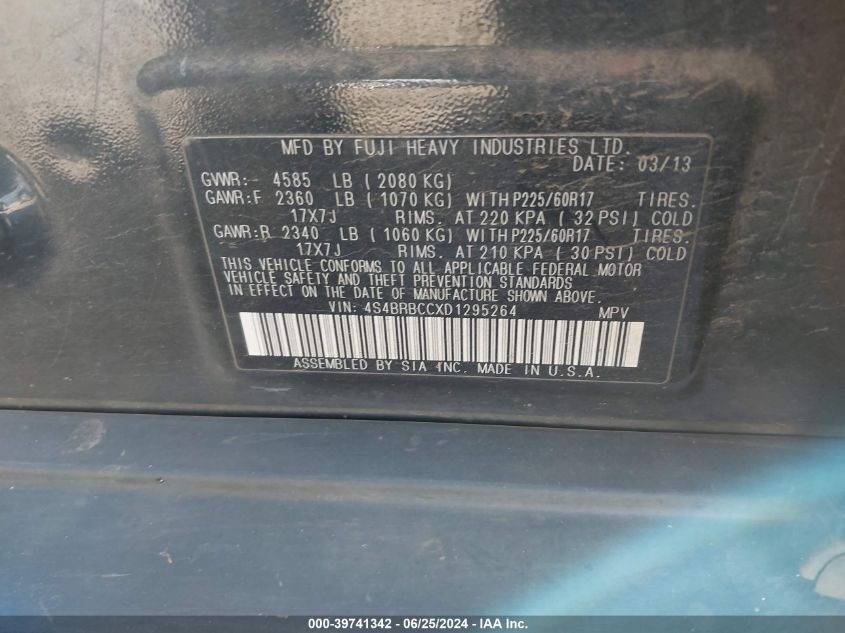 MFD BY FUJI HEAVY INDUSTRIES LTD.
DATE: 03/13
GVWR:- 4585 LB ( 2080 KG)
GAWR:F 2360 LB ( 1070 KG) WITH P225/60R17 TIRES.
17X7J RIMS. AT 220 KPA ( 32 PSI) COLD
GAWR:R 2340 LB ( 1060 KG) WITH P225/60R17 TIRES.
17X7J RIMS. AT 210 KPA ( 30 PSI) COLD
THIS VEHICLE CONFORMS TO ALL APPLICABLE FEDERAL MOTOR
VEHICLE SAFETY AND THEFT PREVENTION STANDARDS
IN EFFECT ON THE DATE OF MANUFACTURE SHOWN ABOVE.
VIN: 4S4BRBCCXD1295264 MPV
ASSEMBLED BY SIA INC. MADE IN U.S.A.
000-39741342 - 06/25/2024 - IAA Inc.